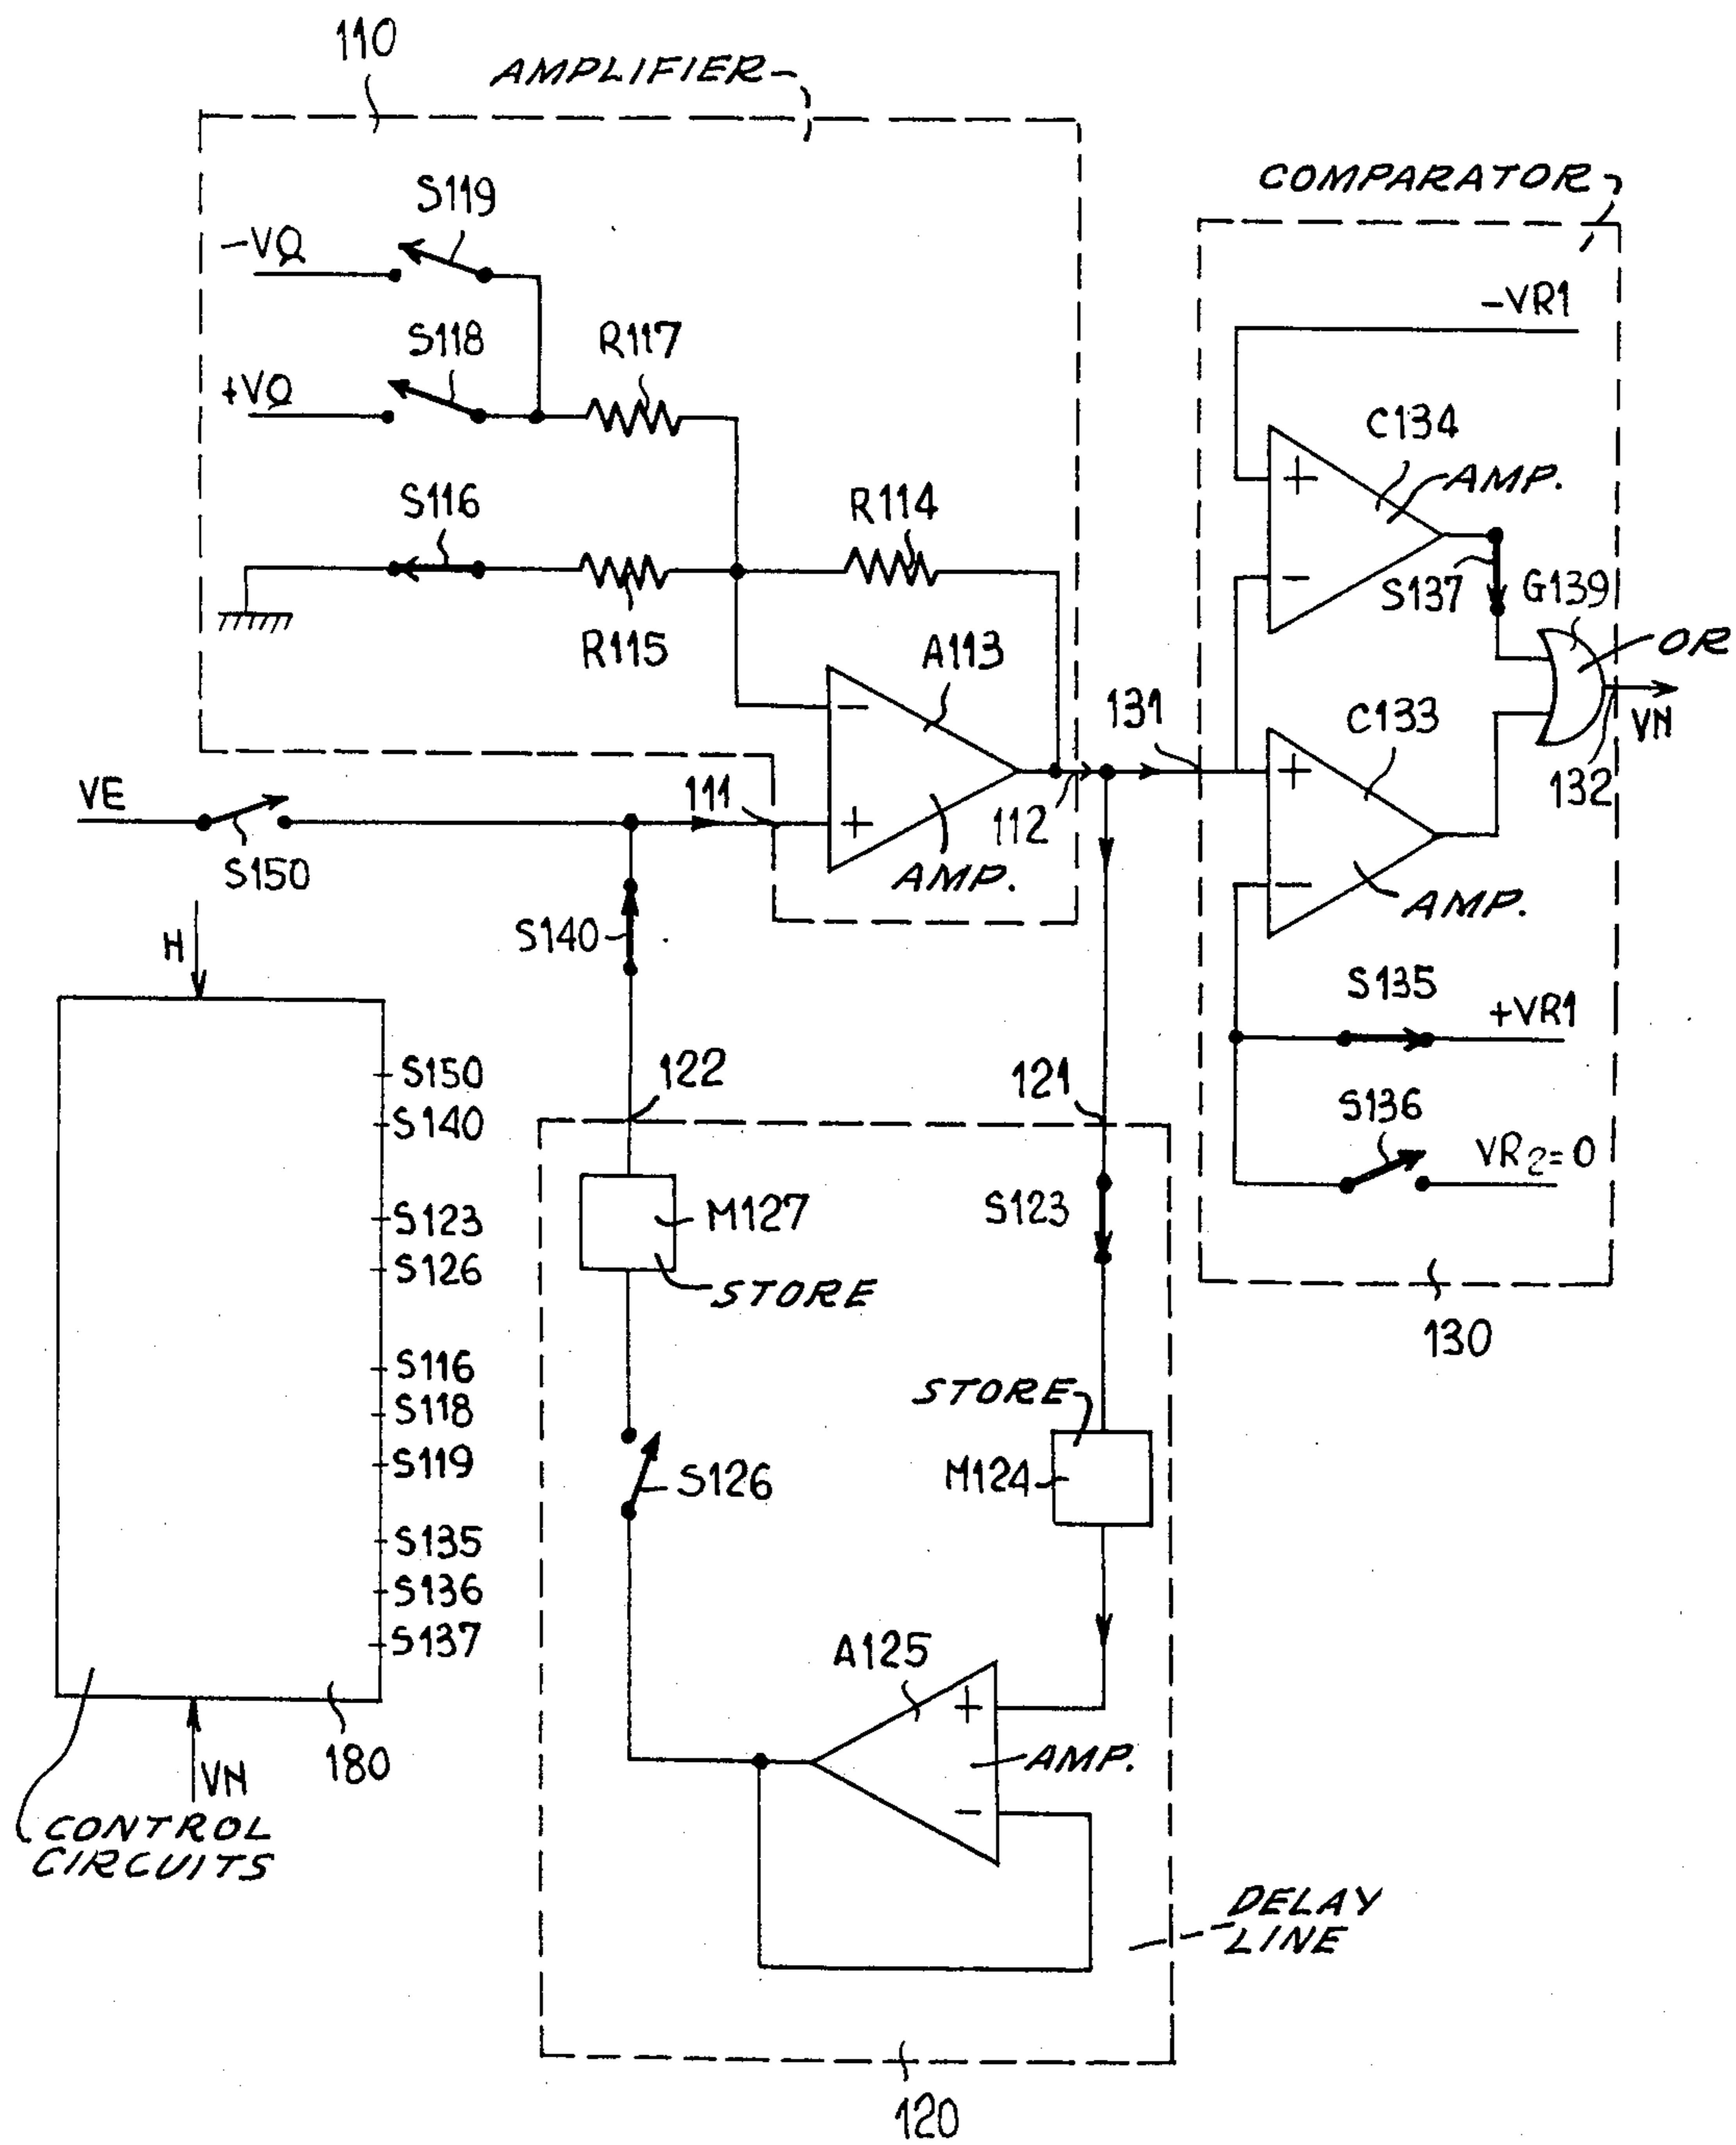 110
AMPLIFIER
COMPARATOR
S119
-VQ
-VR1
S118
R117
+VQ
C134
AMP.
S116
R114
S137
G139
OR
R115
A113
+
-
-
131
C133
VN
132
VE
111
+
112
+
S150
AMP.
-
AMP.
H
S140
S135
+VR1
S150
122
121
S140
S136
VR2=0
S123
M127
S123
S126
STORE
130
S116
STORE
S118
S119
S126
M124
S135
S136
S137
A125
+
180
AMP.
VN
-
CONTROL
CIRCUITS
DELAY
LINE
120